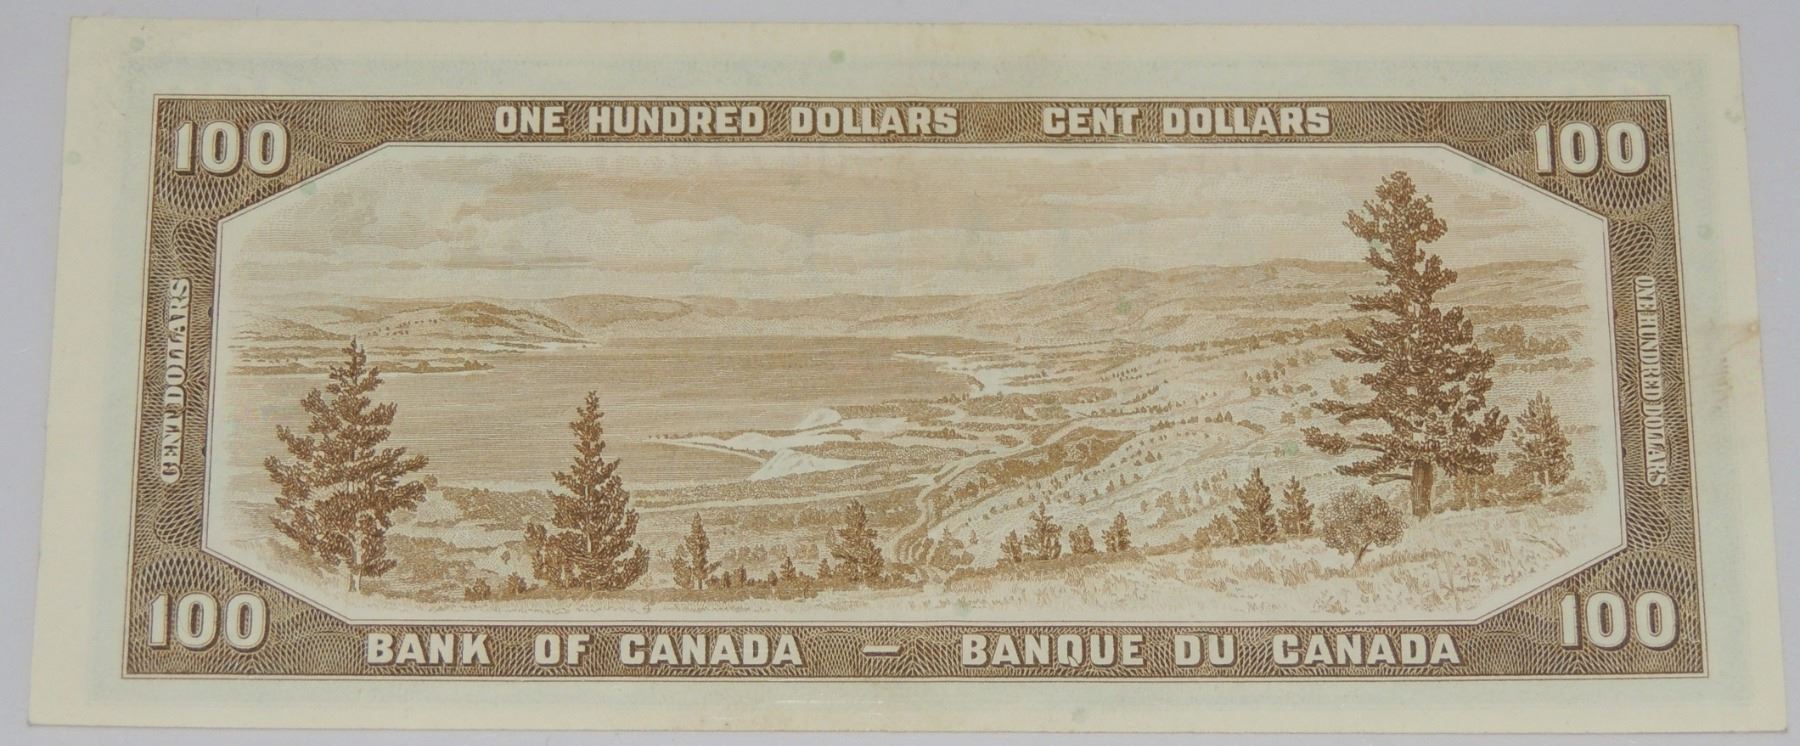 ONE HUNDRED DOLLARS CENT DOLLARS
100 100
CENT DOLLARS
ONE HUNDRED DOLLARS
100 100
BANK OF CANADA — BANQUE DU CANADA